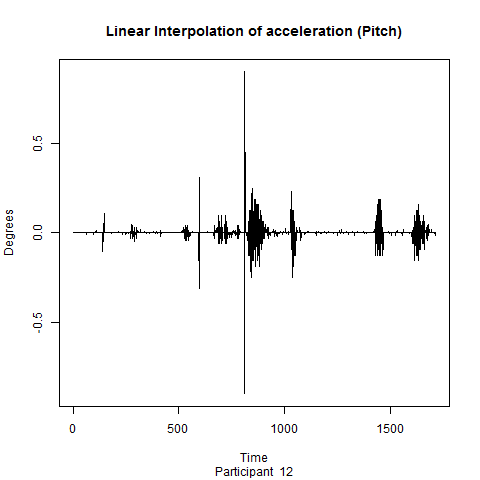 Linear Interpolation of acceleration (Pitch)
Degrees
0.5
0.0
-0.5
0 500 1000 1500
Time
Participant 12